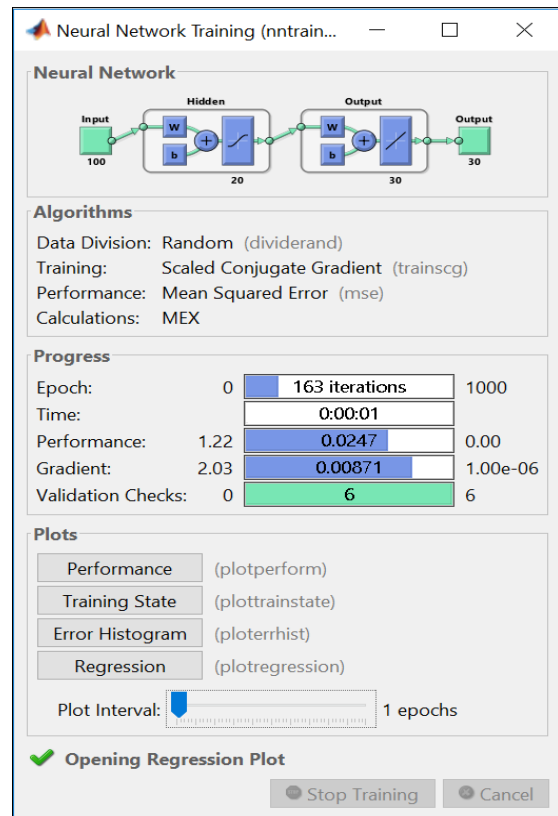 Neural Network Training (nntrain...
Neural Network
Hidden Output
Input Output
W W
b b
+ +
100 20 30 30
Algorithms
Data Division: Random (dividerand)
Training: Scaled Conjugate Gradient (trainscg)
Performance: Mean Squared Error (mse)
Calculations: MEX
Progress
Epoch: 0 163 iterations 1000
Time: 0:00:01
Performance: 1.22 0.0247 0.00
Gradient: 2.03 0.00871 1.00e-06
Validation Checks: 0 6 6
Plots
Performance (plotperform)
Training State (plottrainstate)
Error Histogram (ploterrhist)
Regression (plotregression)
Plot Interval: 1 epochs
Opening Regression Plot
Stop Training Cancel